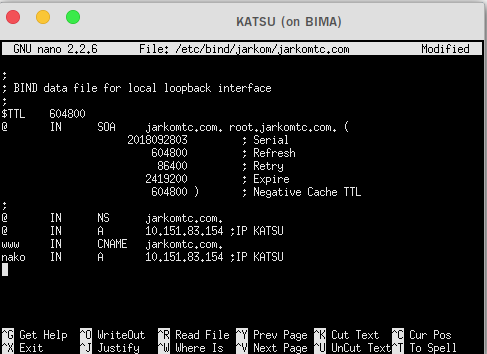 KATSU (on BIMA)
GNU nano 2.2.6 File: /etc/bind/jarkom/jarkomtc.com Modified
;
; BIND data file for local loopback interface
;
$TTL 604800
@ IN SOA jarkomtc.com. root.jarkomtc.com. (
2018092803 ; Serial
604800 ; Refresh
86400 ; Retry
2419200 ; Expire
604800 ) ; Negative Cache TTL
;
@ IN NS jarkomtc.com.
@ IN A 10.151.83.154 ;IP KATSU
www IN CNAME jarkomtc.com.
nako IN A 10.151.83.154 ;IP KATSU
^G Get Help ^O WriteOut ^R Read File ^Y Prev Page ^K Cut Text ^C Cur Pos
^X Exit ^J Justify ^W Where Is ^V Next Page ^U UnCut Text ^T To Spell